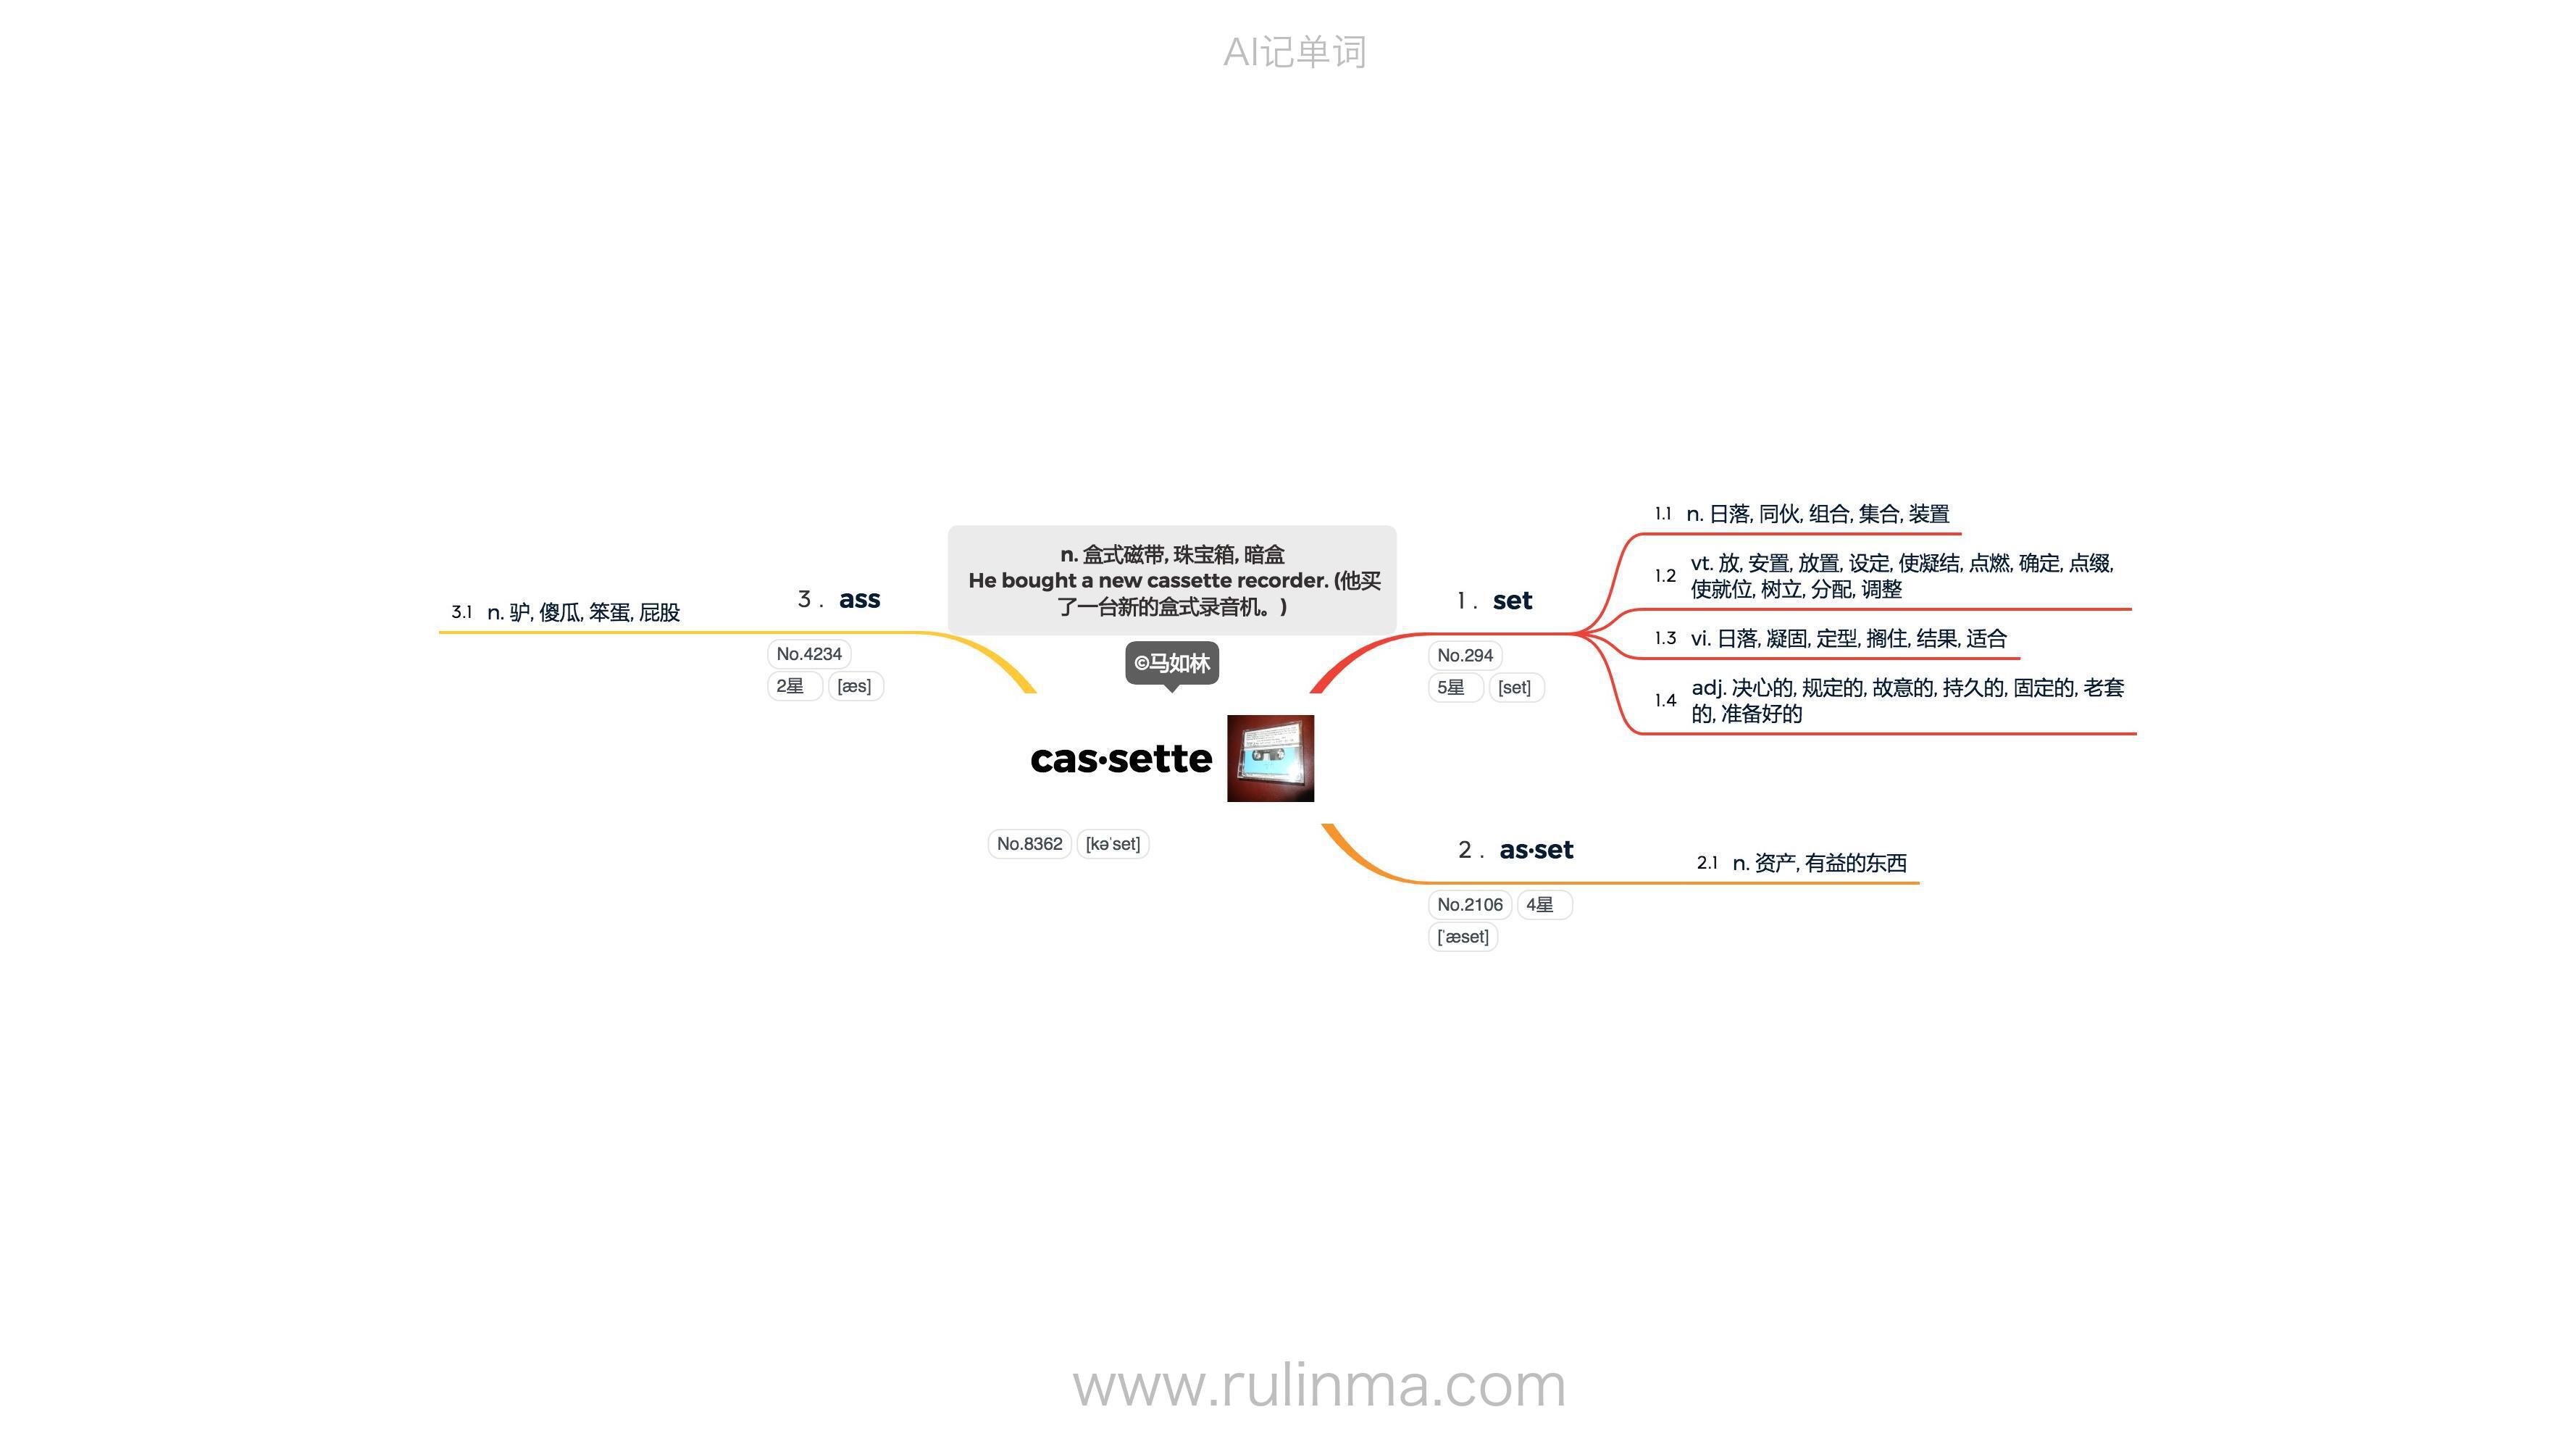 AI记单词
n. 盒式磁带, 珠宝箱, 暗盒
He bought a new cassette recorder. (他买
了一台新的盒式录音机。)
©马如林
cas·sette
No.8362 [kəˈset]
1. set
No.294
5星 [set]
1.1 n. 日落, 同伙, 组合, 集合, 装置
1.2 vt. 放, 安置, 放置, 设定, 使凝结, 点燃, 确定, 点缀,
使就位, 树立, 分配, 调整
1.3 vi. 日落, 凝固, 定型, 搁住, 结果, 适合
1.4 adj. 决心的, 规定的, 故意的, 持久的, 固定的, 老套
的, 准备好的
2. as·set
No.2106 4星
[ˈæset]
2.1 n. 资产, 有益的东西
3. ass
No.4234
2星 [æs]
3.1 n. 驴, 傻瓜, 笨蛋, 屁股
www.rulinma.com